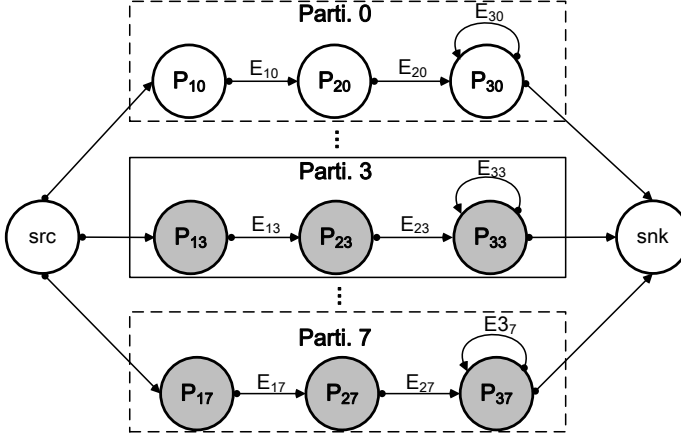 Parti. 0
E30
P10 E10 P20 E20 P30
Parti. 3
E33
src P13 E13 P23 E23 P33 snk
Parti. 7
E37
P17 E17 P27 E27 P37